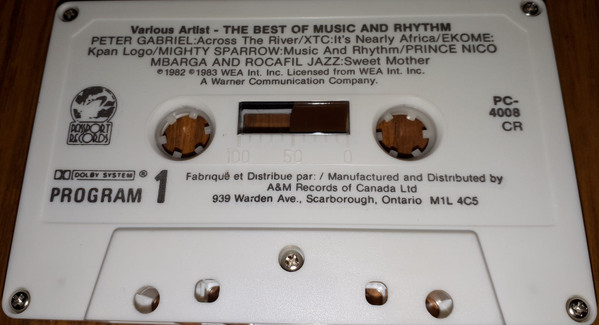 Various Artist - THE BEST OF MUSIC AND RHYTHM
PETER GABRIEL:Across The River/XTC:It's Nearly Africa/EKOME:
Kpan Logo/MIGHTY SPARROW:Music And Rhythm/PRINCE NICO
MBARGA AND ROCAFIL JAZZ:Sweet Mother
℗1982 ©1983 WEA Int. Inc. Licensed from WEA Int. Inc.
A Warner Communication Company.
PASSPORT
RECORDS
PC-
4008
CR
100 50 0
DOLBY SYSTEM ®
PROGRAM 1
Fabriqué et Distribue par: / Manufactured and Distributed by
A&M Records of Canada Ltd
939 Warden Ave., Scarborough, Ontario M1L 4C5